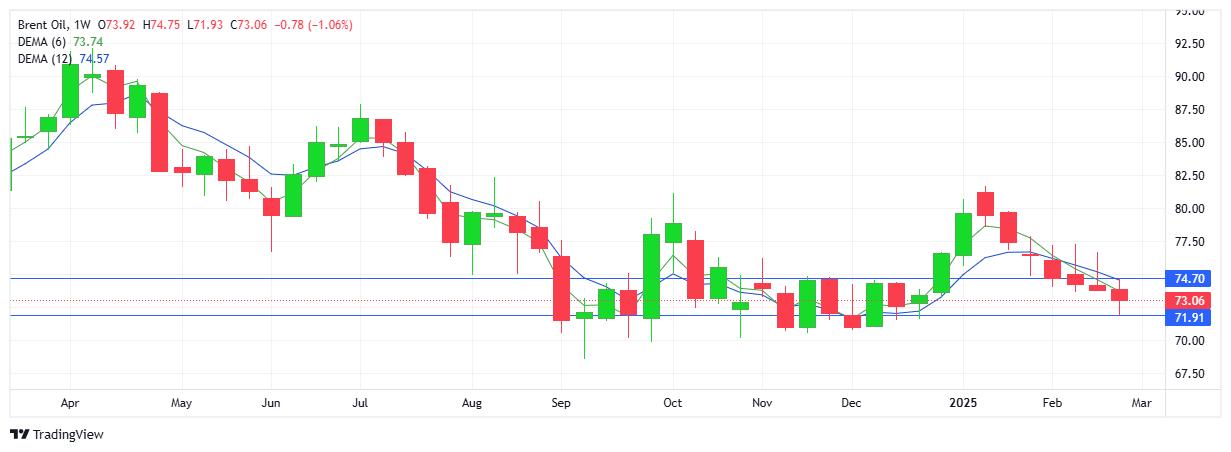 Brent Oil, 1W O73.92 H74.75 L71.93 C73.06 −0.78 (−1.06%)
DEMA (6) 73.74
DEMA (12) 74.57
95.00
92.50
90.00
87.50
85.00
82.50
80.00
77.50
74.70
73.06
71.91
70.00
67.50
Apr May Jun Jul Aug Sep Oct Nov Dec 2025 Feb Mar
TradingView